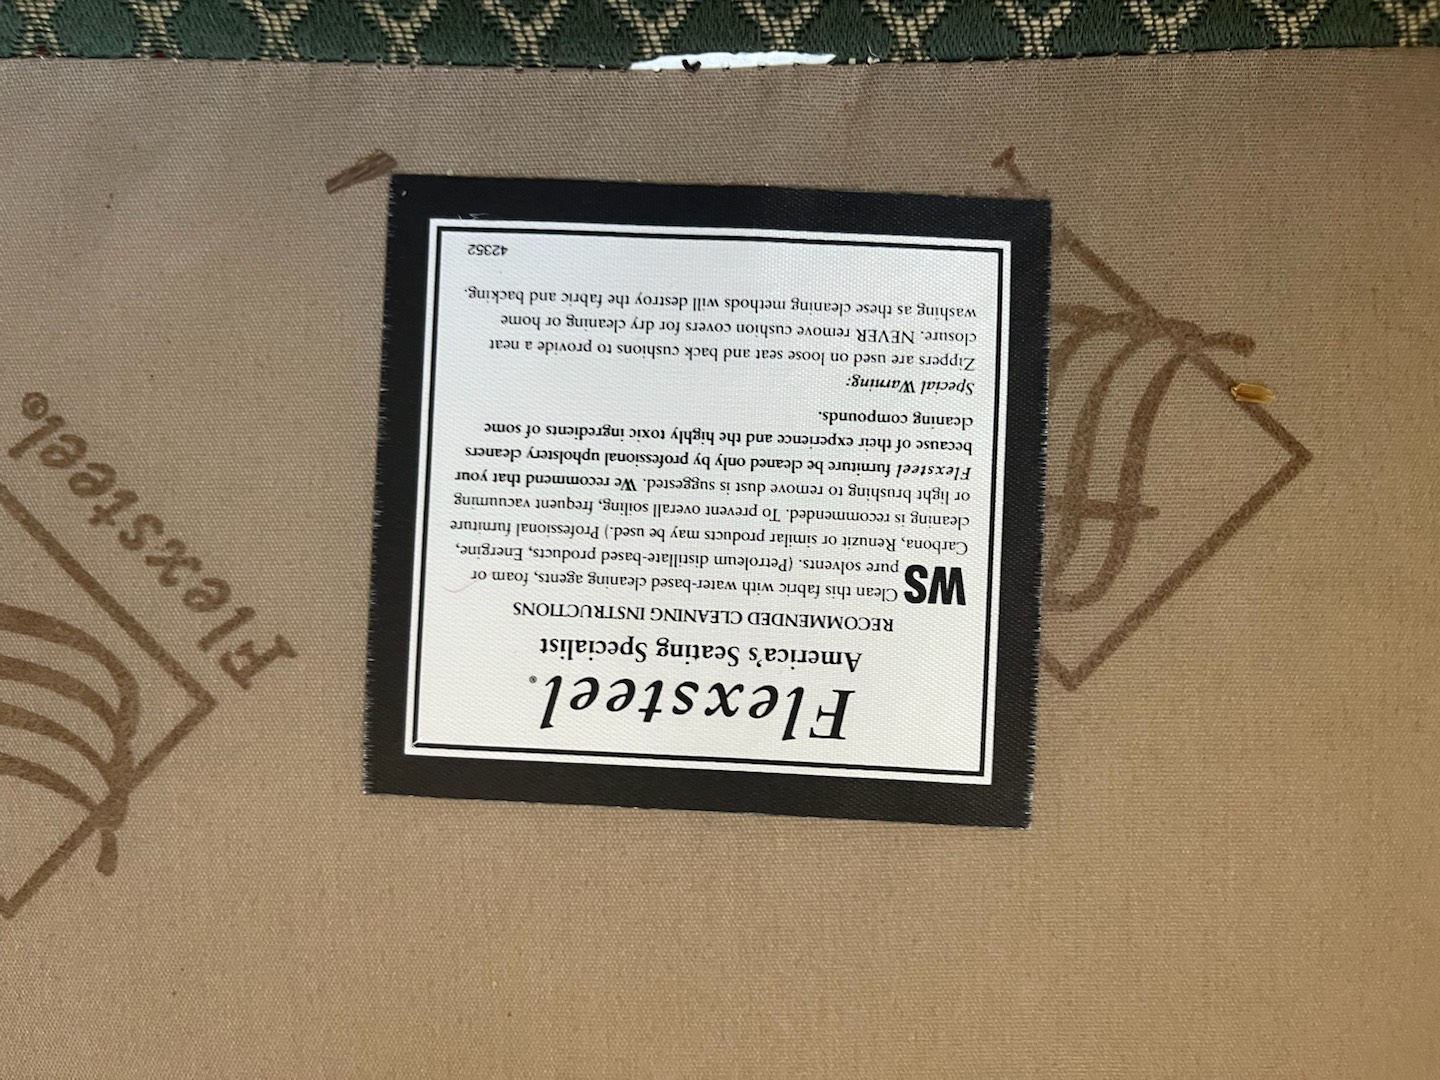 Flexsteel®
America's Seating Specialist
RECOMMENDED CLEANING INSTRUCTIONS
WS Clean this fabric with water-based cleaning agents, foam or
pure solvents. (Petroleum distillate-based products, Energine,
Carbona, Renuzit or similar products may be used.) Professional furniture
cleaning is recommended. To prevent overall soiling, frequent vacuuming
or light brushing to remove dust is suggested. We recommend that your
Flexsteel furniture be cleaned only by professional upholstery cleaners
because of their experience and the highly toxic ingredients of some
cleaning compounds.
Special Warning:
Zippers are used on loose seat and back cushions to provide a neat
closure. NEVER remove cushion covers for dry cleaning or home
washing as these cleaning methods will destroy the fabric and backing.
42352
Flexsteel®